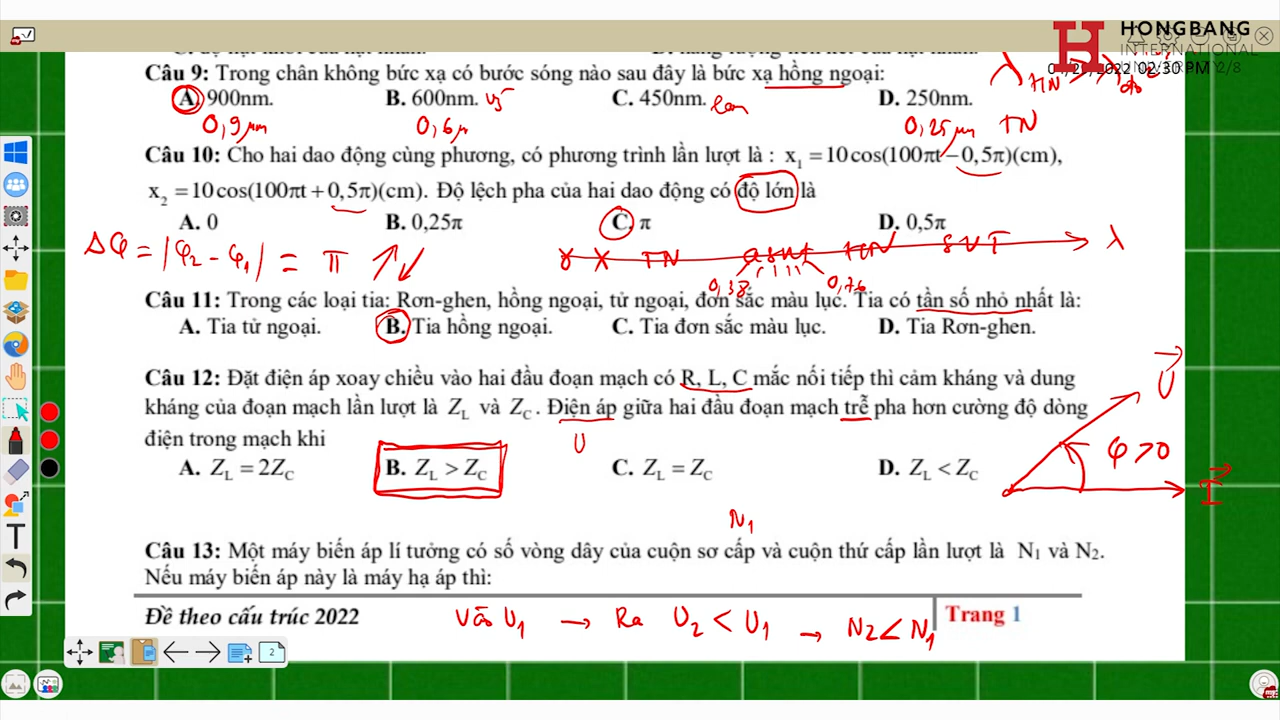 HONGBANG
INTERNATIONAL
2022 02:30 PM
2/8
Câu 9: Trong chân không bức xạ có bước sóng nào sau đây là bức xạ hồng ngoại:
A. 900nm. B. 600nm. C. 450nm. D. 250nm.
0,9 μm 0,6 μ 0,25 μm TN
Câu 10: Cho hai dao động cùng phương, có phương trình lần lượt là : x₁ = 10cos(100πt − 0,5π)(cm),
x₂ = 10cos(100πt + 0,5π)(cm). Độ lệch pha của hai dao động có độ lớn là
A. 0 B. 0,25π C. π D. 0,5π
Δφ = |φ₂ - φ₁| = π
γ X TN asnt HN SVT λ
0,38 0,76
Câu 11: Trong các loại tia: Rơn-ghen, hồng ngoại, tử ngoại, đơn sắc màu lục. Tia có tần số nhỏ nhất là:
A. Tia tử ngoại. B. Tia hồng ngoại. C. Tia đơn sắc màu lục. D. Tia Rơn-ghen.
Câu 12: Đặt điện áp xoay chiều vào hai đầu đoạn mạch có R, L, C mắc nối tiếp thì cảm kháng và dung
kháng của đoạn mạch lần lượt là Z_L và Z_C. Điện áp giữa hai đầu đoạn mạch trễ pha hơn cường độ dòng
điện trong mạch khi
U
A. Z_L = 2Z_C B. Z_L > Z_C C. Z_L = Z_C D. Z_L < Z_C
U
φ > 0
I
N₁
Câu 13: Một máy biến áp lí tưởng có số vòng dây của cuộn sơ cấp và cuộn thứ cấp lần lượt là N₁ và N₂.
Nếu máy biến áp này là máy hạ áp thì:
Đề theo cấu trúc 2022 Trang 1
Vào U₁ → Ra U₂ < U₁ → N₂ < N₁
T
2